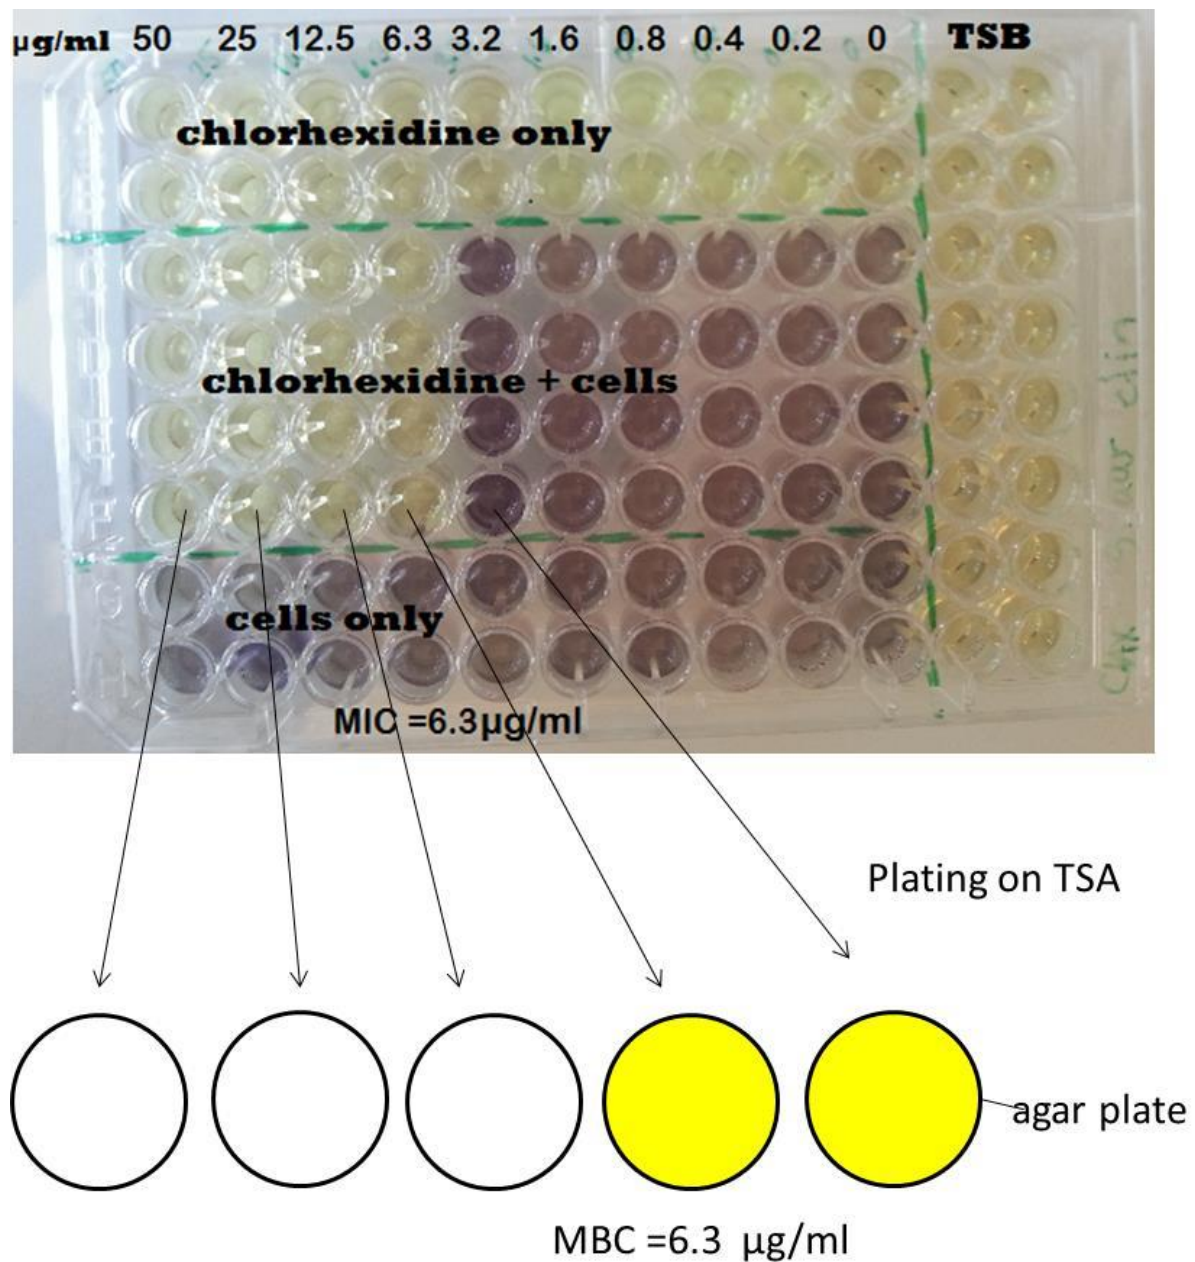 µg/ml 50 25 12.5 6.3 3.2 1.6 0.8 0.4 0.2 0 TSB
chlorhexidine only
chlorhexidine + cells
cells only
MIC =6.3µg/ml
Plating on TSA
agar plate
MBC =6.3 µg/ml